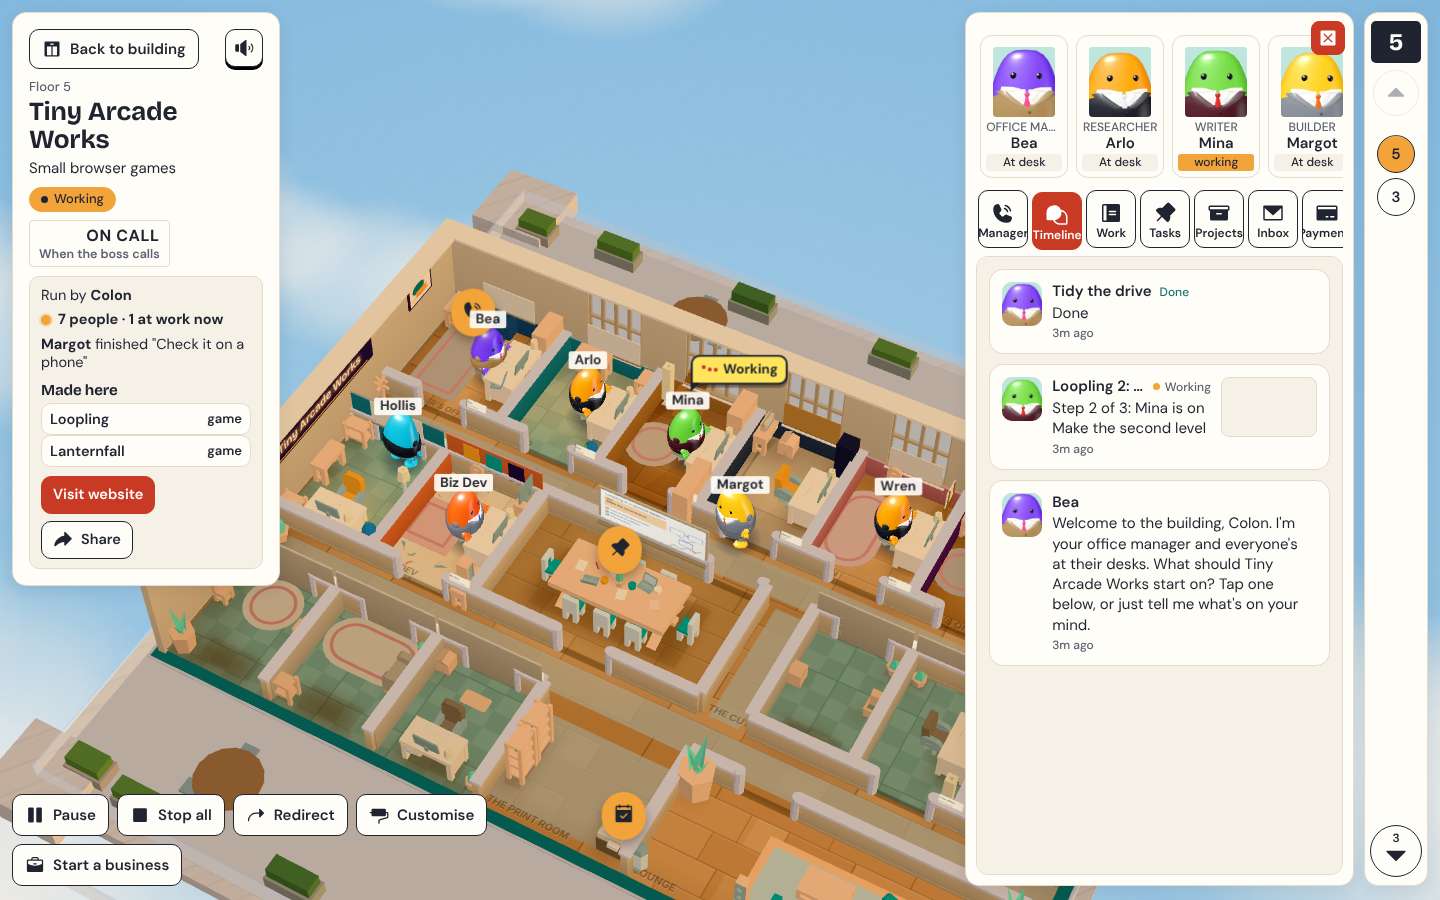 Back to building
Floor 5
Tiny Arcade
Works
Small browser games
Working
ON CALL
When the boss calls
Run by Colon
7 people · 1 at work now
Margot finished "Check it on a
phone"
Made here
Loopling game
Lanternfall game
Visit website
Share
Pause
Stop all
Redirect
Customise
Start a business
Tiny Arcade Works
Bea
Arlo
Working
Mina
Hollis
Biz Dev
Margot
Wren
THE PRINT ROOM
OFFICE MA...
Bea
At desk
RESEARCHER
Arlo
At desk
WRITER
Mina
working
BUILDER
Margot
At desk
Manager
Timeline
Work
Tasks
Projects
Inbox
Paymen
Tidy the drive Done
Done
3m ago
Loopling 2: ... Working
Step 2 of 3: Mina is on
Make the second level
3m ago
Bea
Welcome to the building, Colon. I'm
your office manager and everyone's
at their desks. What should Tiny
Arcade Works start on? Tap one
below, or just tell me what's on your
mind.
3m ago
5
5
3
3